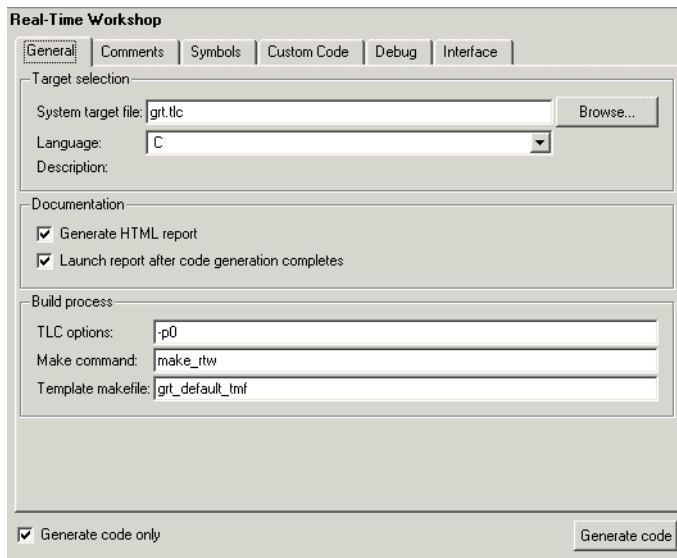 Real-Time Workshop
General Comments Symbols Custom Code Debug Interface
Target selection
System target file: grt.tlc Browse...
Language: C
Description:
Documentation
Generate HTML report
Launch report after code generation completes
Build process
TLC options: -p0
Make command: make_rtw
Template makefile: grt_default_tmf
Generate code only Generate code